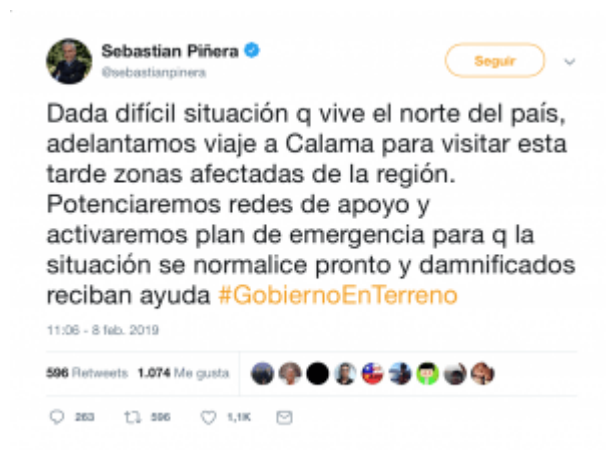 Sebastian Piñera
@sebastianpinera
Seguir
Dada difícil situación q vive el norte del país,
adelantamos viaje a Calama para visitar esta
tarde zonas afectadas de la región.
Potenciaremos redes de apoyo y
activaremos plan de emergencia para q la
situación se normalice pronto y damnificados
reciban ayuda #GobiernoEnTerreno
11:06 - 8 feb. 2019
596 Retweets 1.074 Me gusta
263 596 1,1K